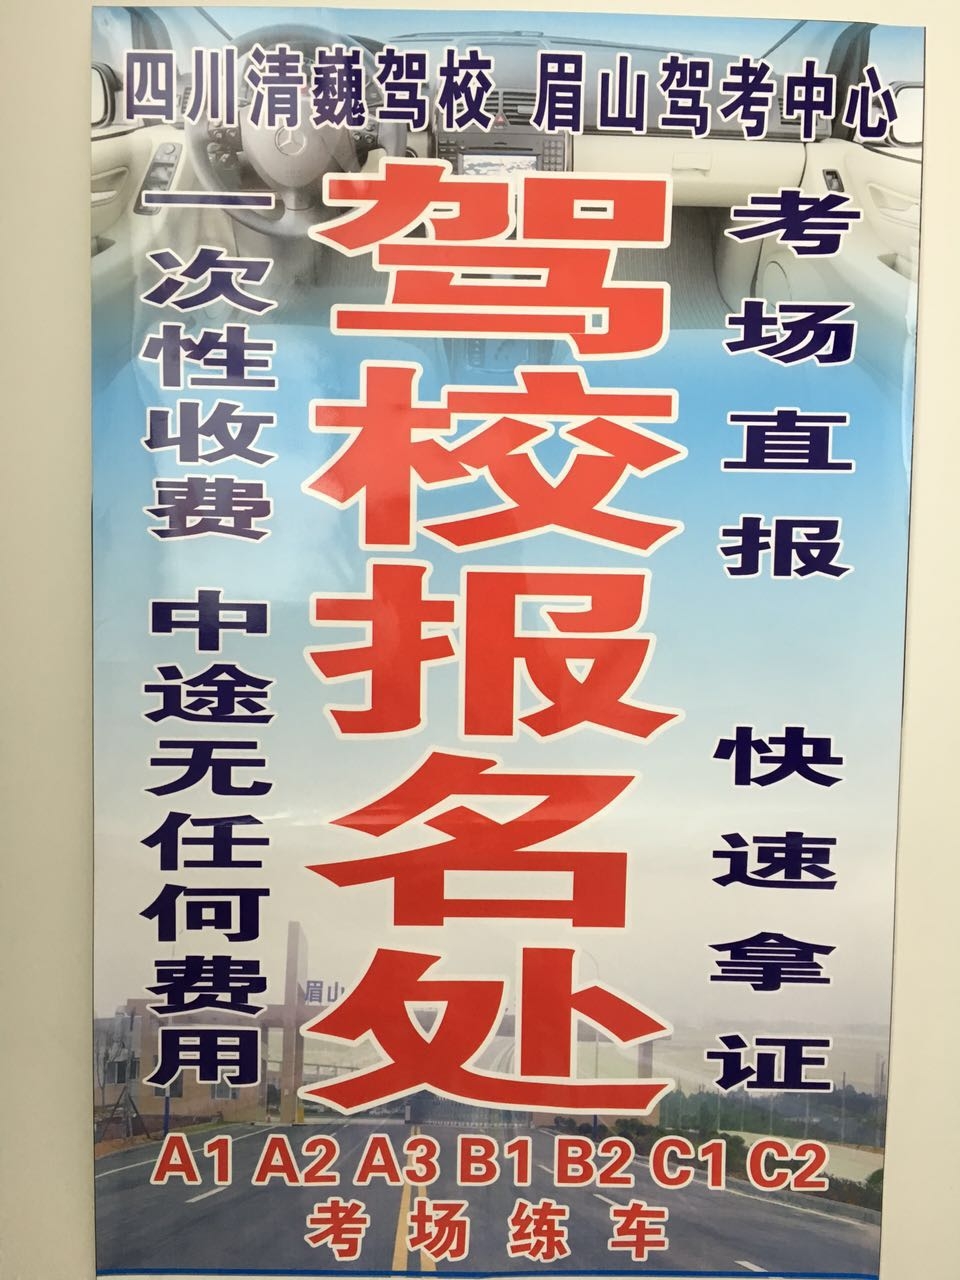 四川清巍驾校 眉山驾考中心
驾校报名处
考场直报 快速拿证
一次性收费 中途无任何费用
眉山
A1 A2 A3 B1 B2 C1 C2
考场练车